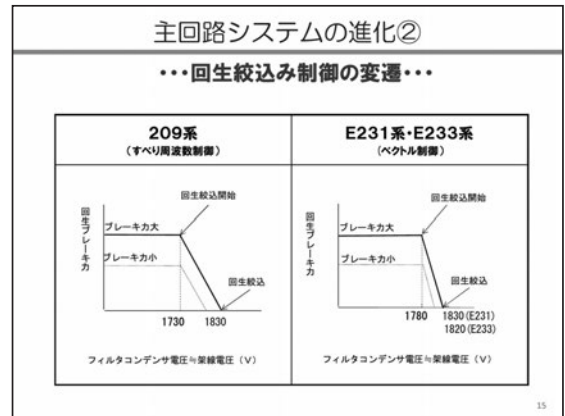 主回路システムの進化②
･･･回生絞込み制御の変遷･･･
209系
(すべり周波数制御)
回生ブレーキ力
回生絞込開始
ブレーキ力大
ブレーキ力小
回生絞込
1730 1830
フィルタコンデンサ電圧≒架線電圧(V)
E231系･E233系
(ベクトル制御)
回生ブレーキ力
回生絞込開始
ブレーキ力大
ブレーキ力小
回生絞込
1780 1830(E231)
1820(E233)
フィルタコンデンサ電圧≒架線電圧(V)
15